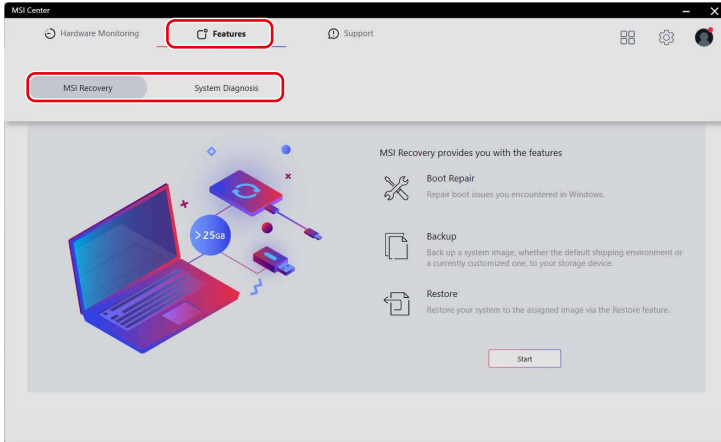 MSI Center
Hardware Monitoring
Features
Support
MSI Recovery
System Diagnosis
MSI Recovery provides you with the features
Boot Repair
Repair boot issues you encountered in Windows.
>25GB
Backup
Back up a system image, whether the default shipping environment or
a currently customized one, to your storage device.
Restore
Restore your system to the assigned image via the Restore feature.
Start